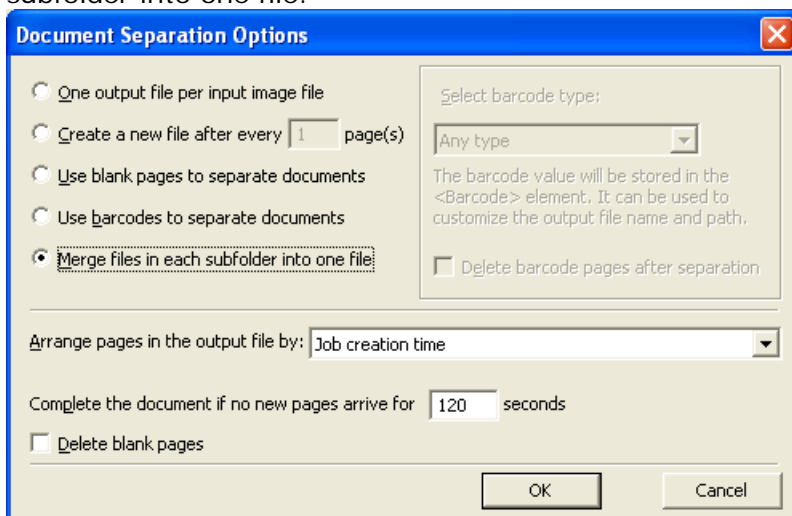 subfolder into one file.
Document Separation Options
One output file per input image file
Create a new file after every 1 page(s)
Use blank pages to separate documents
Use barcodes to separate documents
Merge files in each subfolder into one file
Select barcode type:
Any type
The barcode value will be stored in the
<Barcode> element. It can be used to
customize the output file name and path.
Delete barcode pages after separation
Arrange pages in the output file by: Job creation time
Complete the document if no new pages arrive for 120 seconds
Delete blank pages
OK Cancel